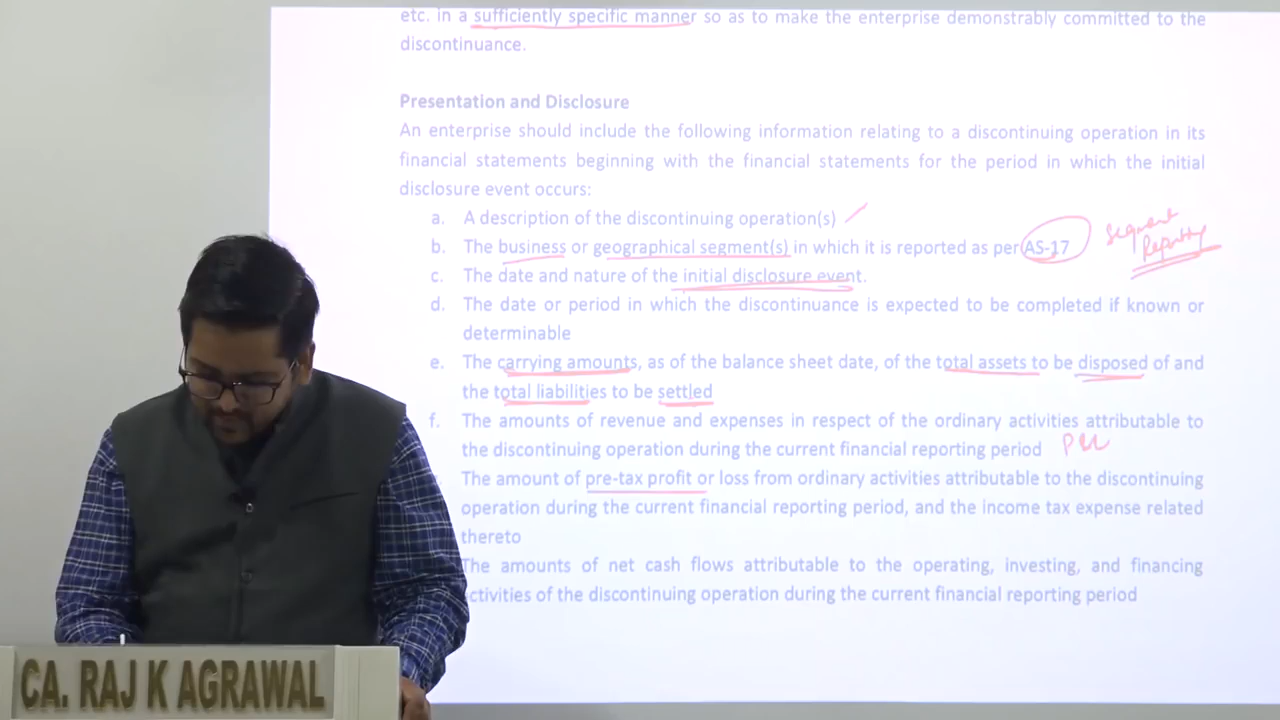 etc. in a sufficiently specific manner so as to make the enterprise demonstrably committed to the
discontinuance.
Presentation and Disclosure
An enterprise should include the following information relating to a discontinuing operation in its
financial statements beginning with the financial statements for the period in which the initial
disclosure event occurs:
a. A description of the discontinuing operation(s)
b. The business or geographical segment(s) in which it is reported as per AS-17
Segment
Reporting
c. The date and nature of the initial disclosure event.
d. The date or period in which the discontinuance is expected to be completed if known or
determinable
e. The carrying amounts, as of the balance sheet date, of the total assets to be disposed of and
the total liabilities to be settled
f. The amounts of revenue and expenses in respect of the ordinary activities attributable to
the discontinuing operation during the current financial reporting period
The amount of pre-tax profit or loss from ordinary activities attributable to the discontinuing
operation during the current financial reporting period, and the income tax expense related
thereto
The amounts of net cash flows attributable to the operating, investing, and financing
activities of the discontinuing operation during the current financial reporting period
CA. RAJ K AGRAWAL